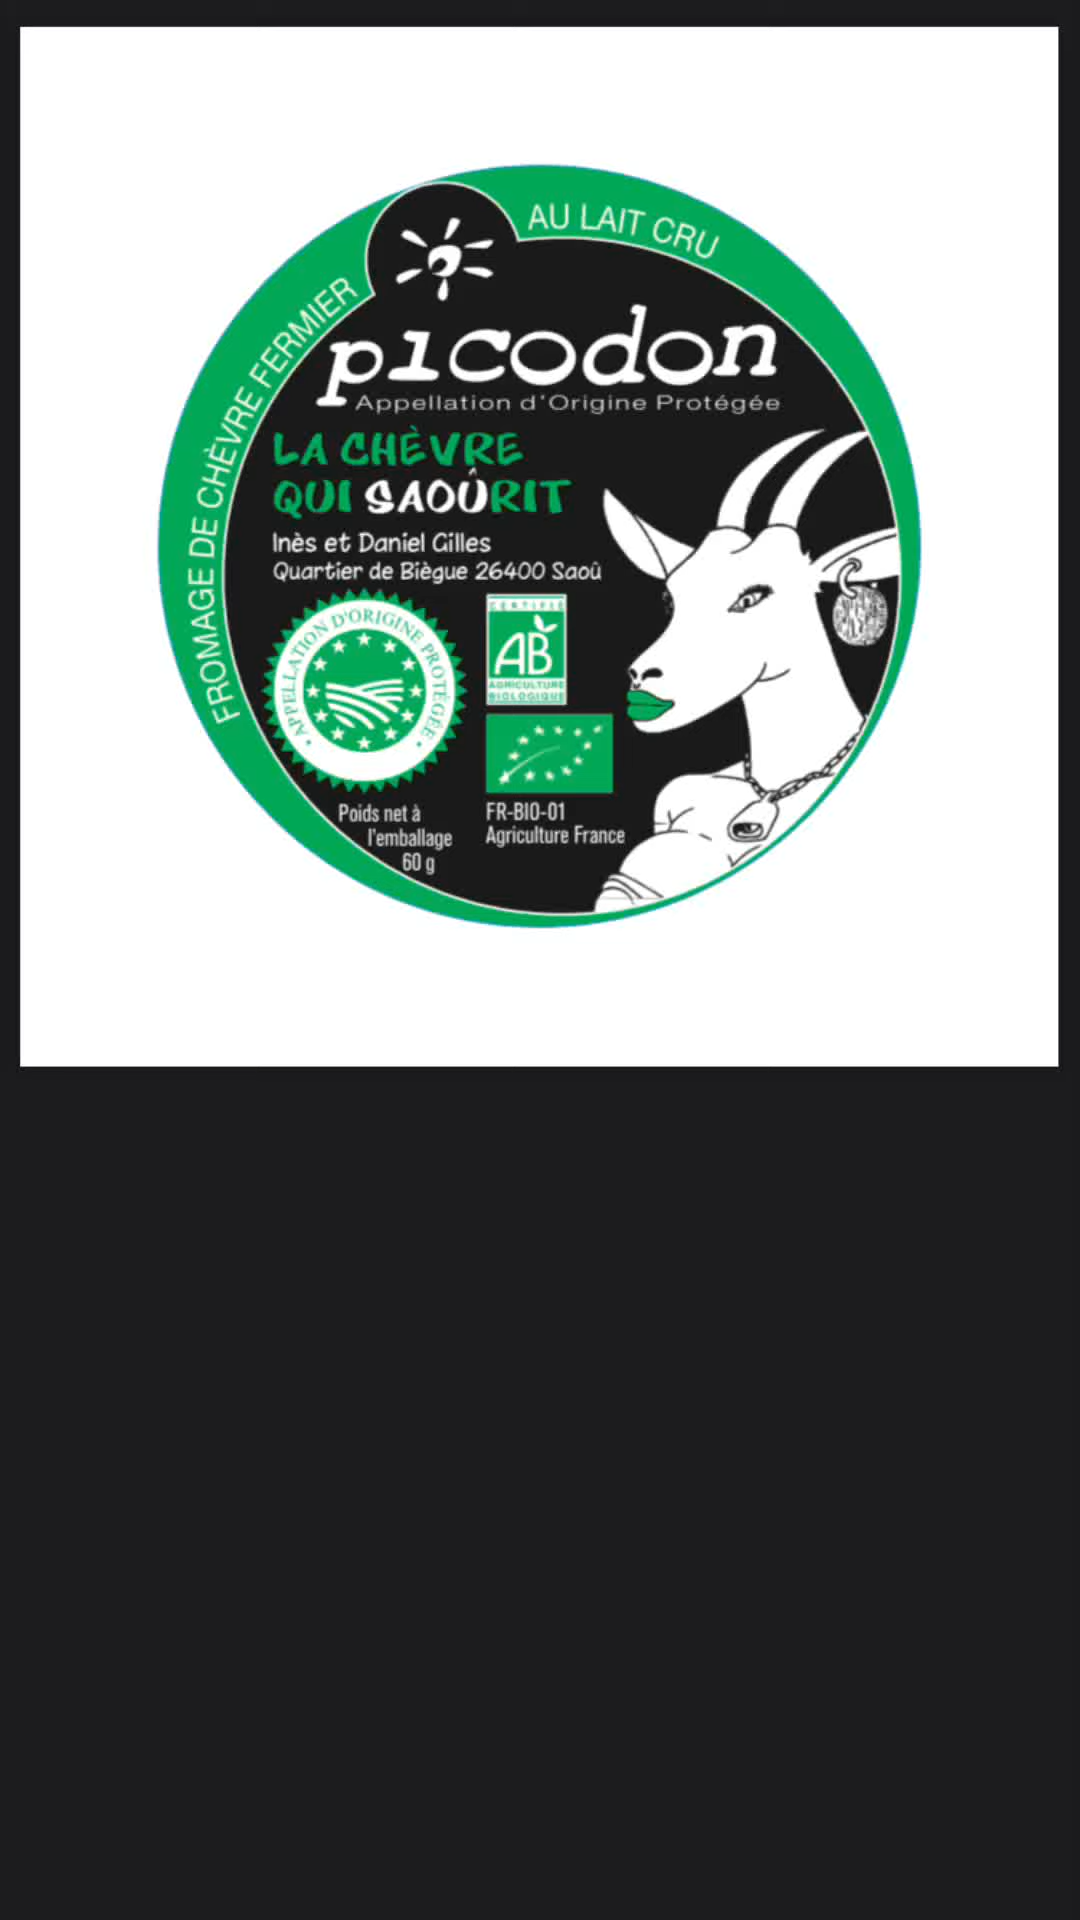 FROMAGE DE CHÈVRE FERMIER
AU LAIT CRU
picodon
Appellation d'Origine Protégée
LA CHÈVRE
QUI SAOÛRIT
Inès et Daniel Gilles
Quartier de Biègue 26400 Saoû
• APPELLATION D'ORIGINE PROTÉGÉE •
CERTIFIÉ
AB
AGRICULTURE
BIOLOGIQUE
Poids net à
l'emballage
60 g
FR-BIO-01
Agriculture France